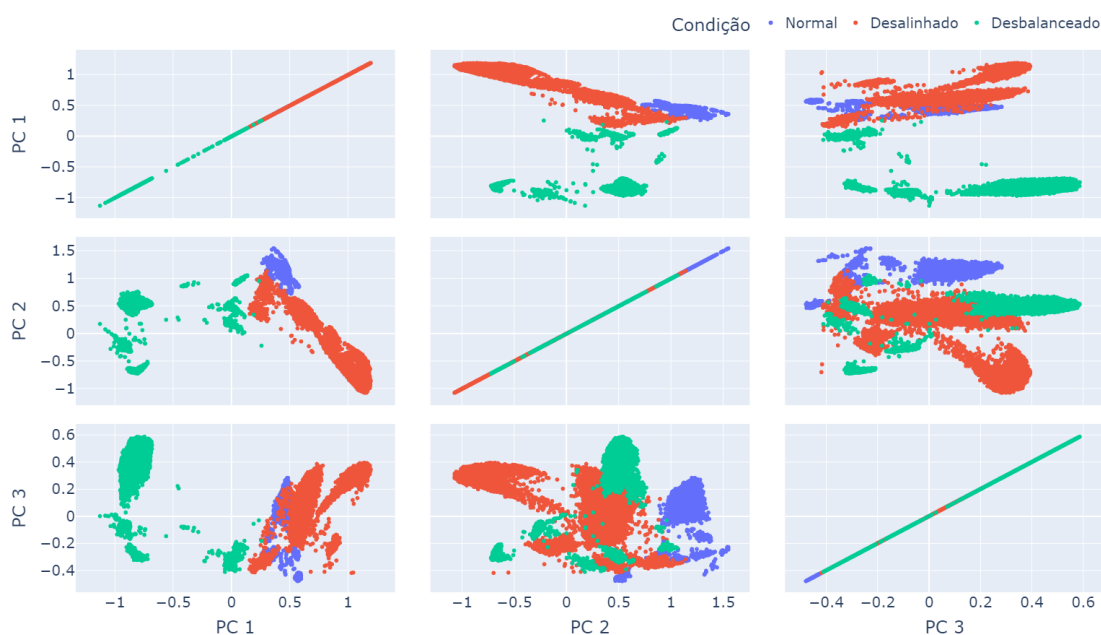 Condição Normal Desalinhado Desbalanceado
PC 1
1
0.5
0
−0.5
−1
PC 2
1.5
1
0.5
0
−0.5
−1
PC 3
0.6
0.4
0.2
0
−0.2
−0.4
−1 −0.5 0 0.5 1
−1 −0.5 0 0.5 1 1.5
−0.4 −0.2 0 0.2 0.4 0.6
PC 1 PC 2 PC 3